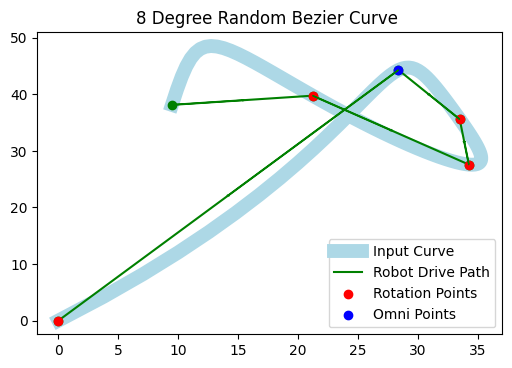 8 Degree Random Bezier Curve
50
40
30
20
10
0
0 5 10 15 20 25 30 35
Input Curve
Robot Drive Path
Rotation Points
Omni Points